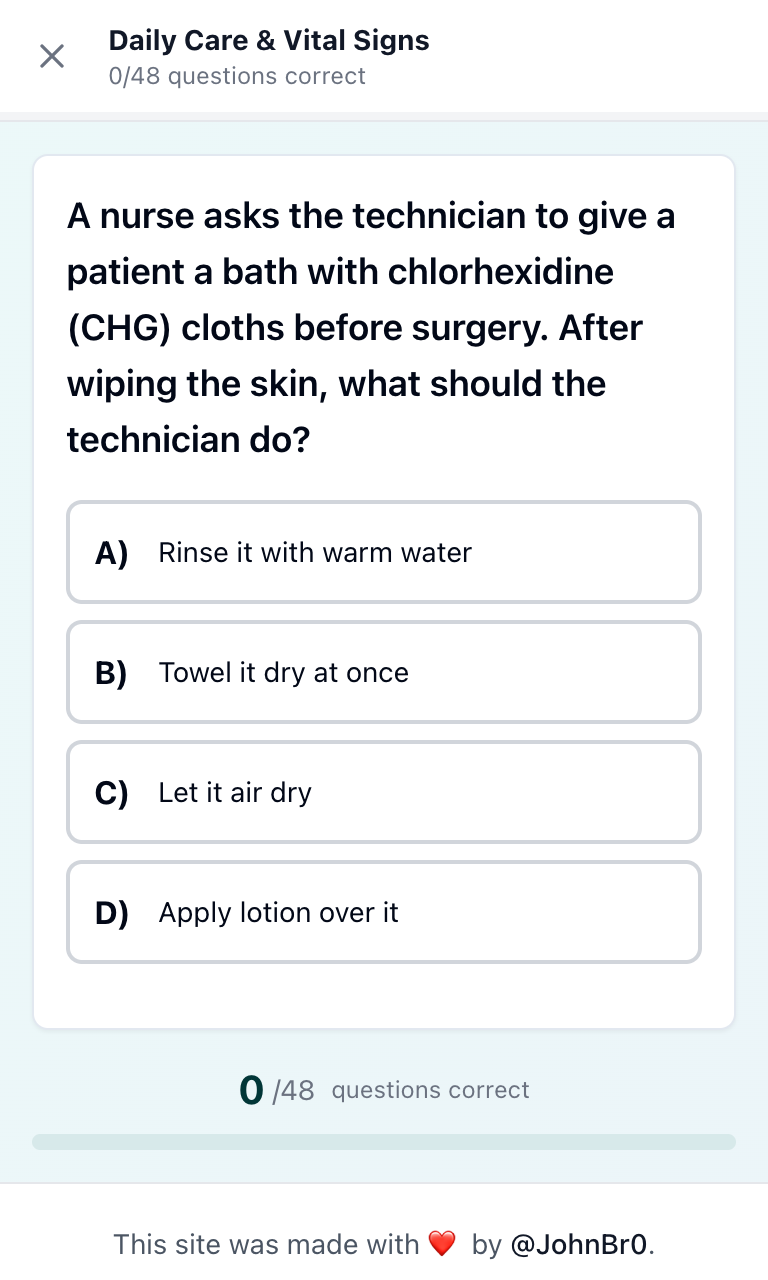 Daily Care & Vital Signs
0/48 questions correct
A nurse asks the technician to give a
patient a bath with chlorhexidine
(CHG) cloths before surgery. After
wiping the skin, what should the
technician do?
A) Rinse it with warm water
B) Towel it dry at once
C) Let it air dry
D) Apply lotion over it
0 /48 questions correct
This site was made with ❤️ by @JohnBr0.